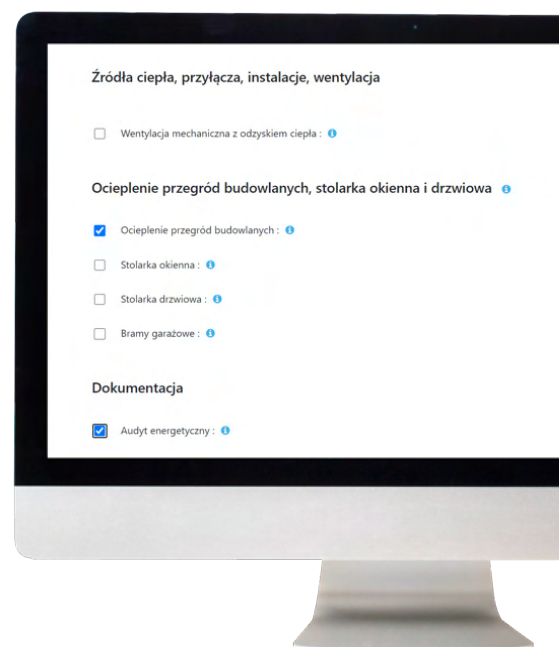 Źródła ciepła, przyłącza, instalacje, wentylacja
Wentylacja mechaniczna z odzyskiem ciepła :
Ocieplenie przegród budowlanych, stolarka okienna i drzwiowa
Ocieplenie przegród budowlanych :
Stolarka okienna :
Stolarka drzwiowa :
Bramy garażowe :
Dokumentacja
Audyt energetyczny :